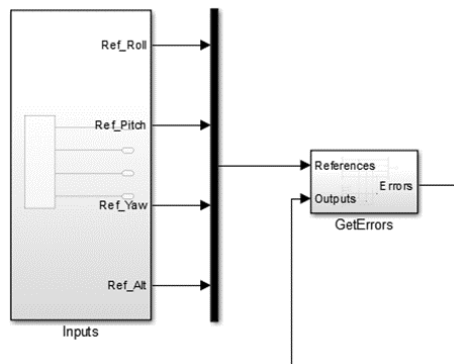 Ref_Roll
Ref_Pitch
Ref_Yaw
Ref_Alt
Inputs
References
Outputs
Errors
GetErrors